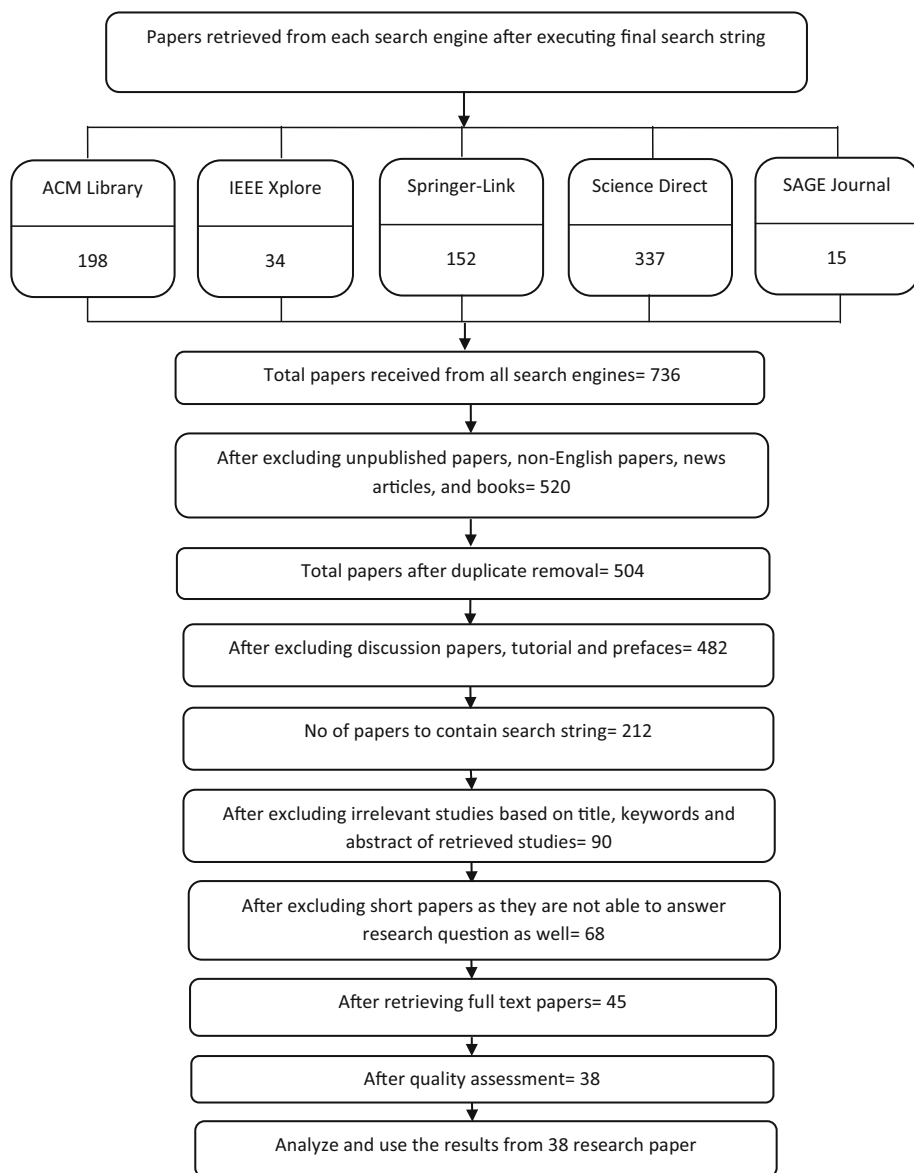 Papers retrieved from each search engine after executing final search string
ACM Library
IEEE Xplore
Springer-Link
Science Direct
SAGE Journal
198
34
152
337
15
Total papers received from all search engines= 736
After excluding unpublished papers, non-English papers, news
articles, and books= 520
Total papers after duplicate removal= 504
After excluding discussion papers, tutorial and prefaces= 482
No of papers to contain search string= 212
After excluding irrelevant studies based on title, keywords and
abstract of retrieved studies= 90
After excluding short papers as they are not able to answer
research question as well= 68
After retrieving full text papers= 45
After quality assessment= 38
Analyze and use the results from 38 research paper